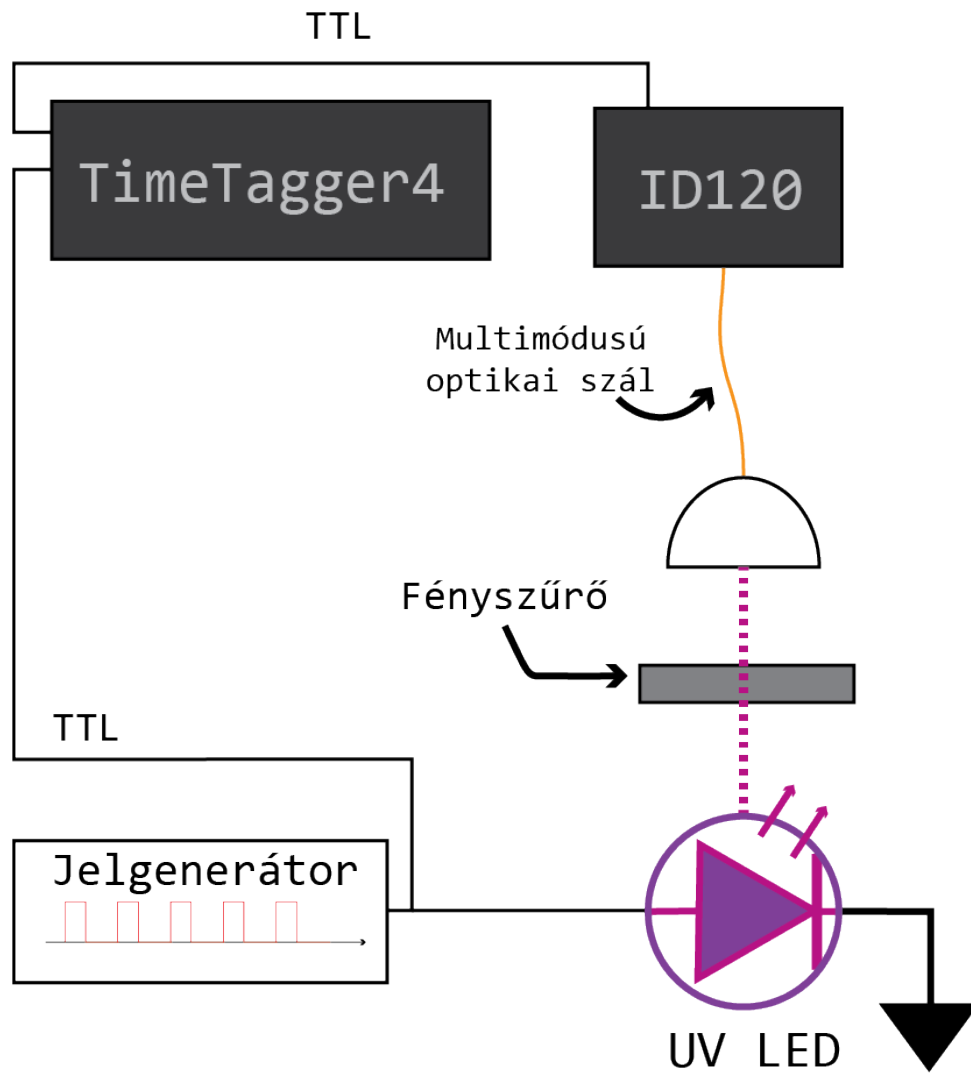 TTL
TimeTagger4
ID120
Multimódusú
optikai szál
Fényszűrő
TTL
Jelgenerátor
UV LED